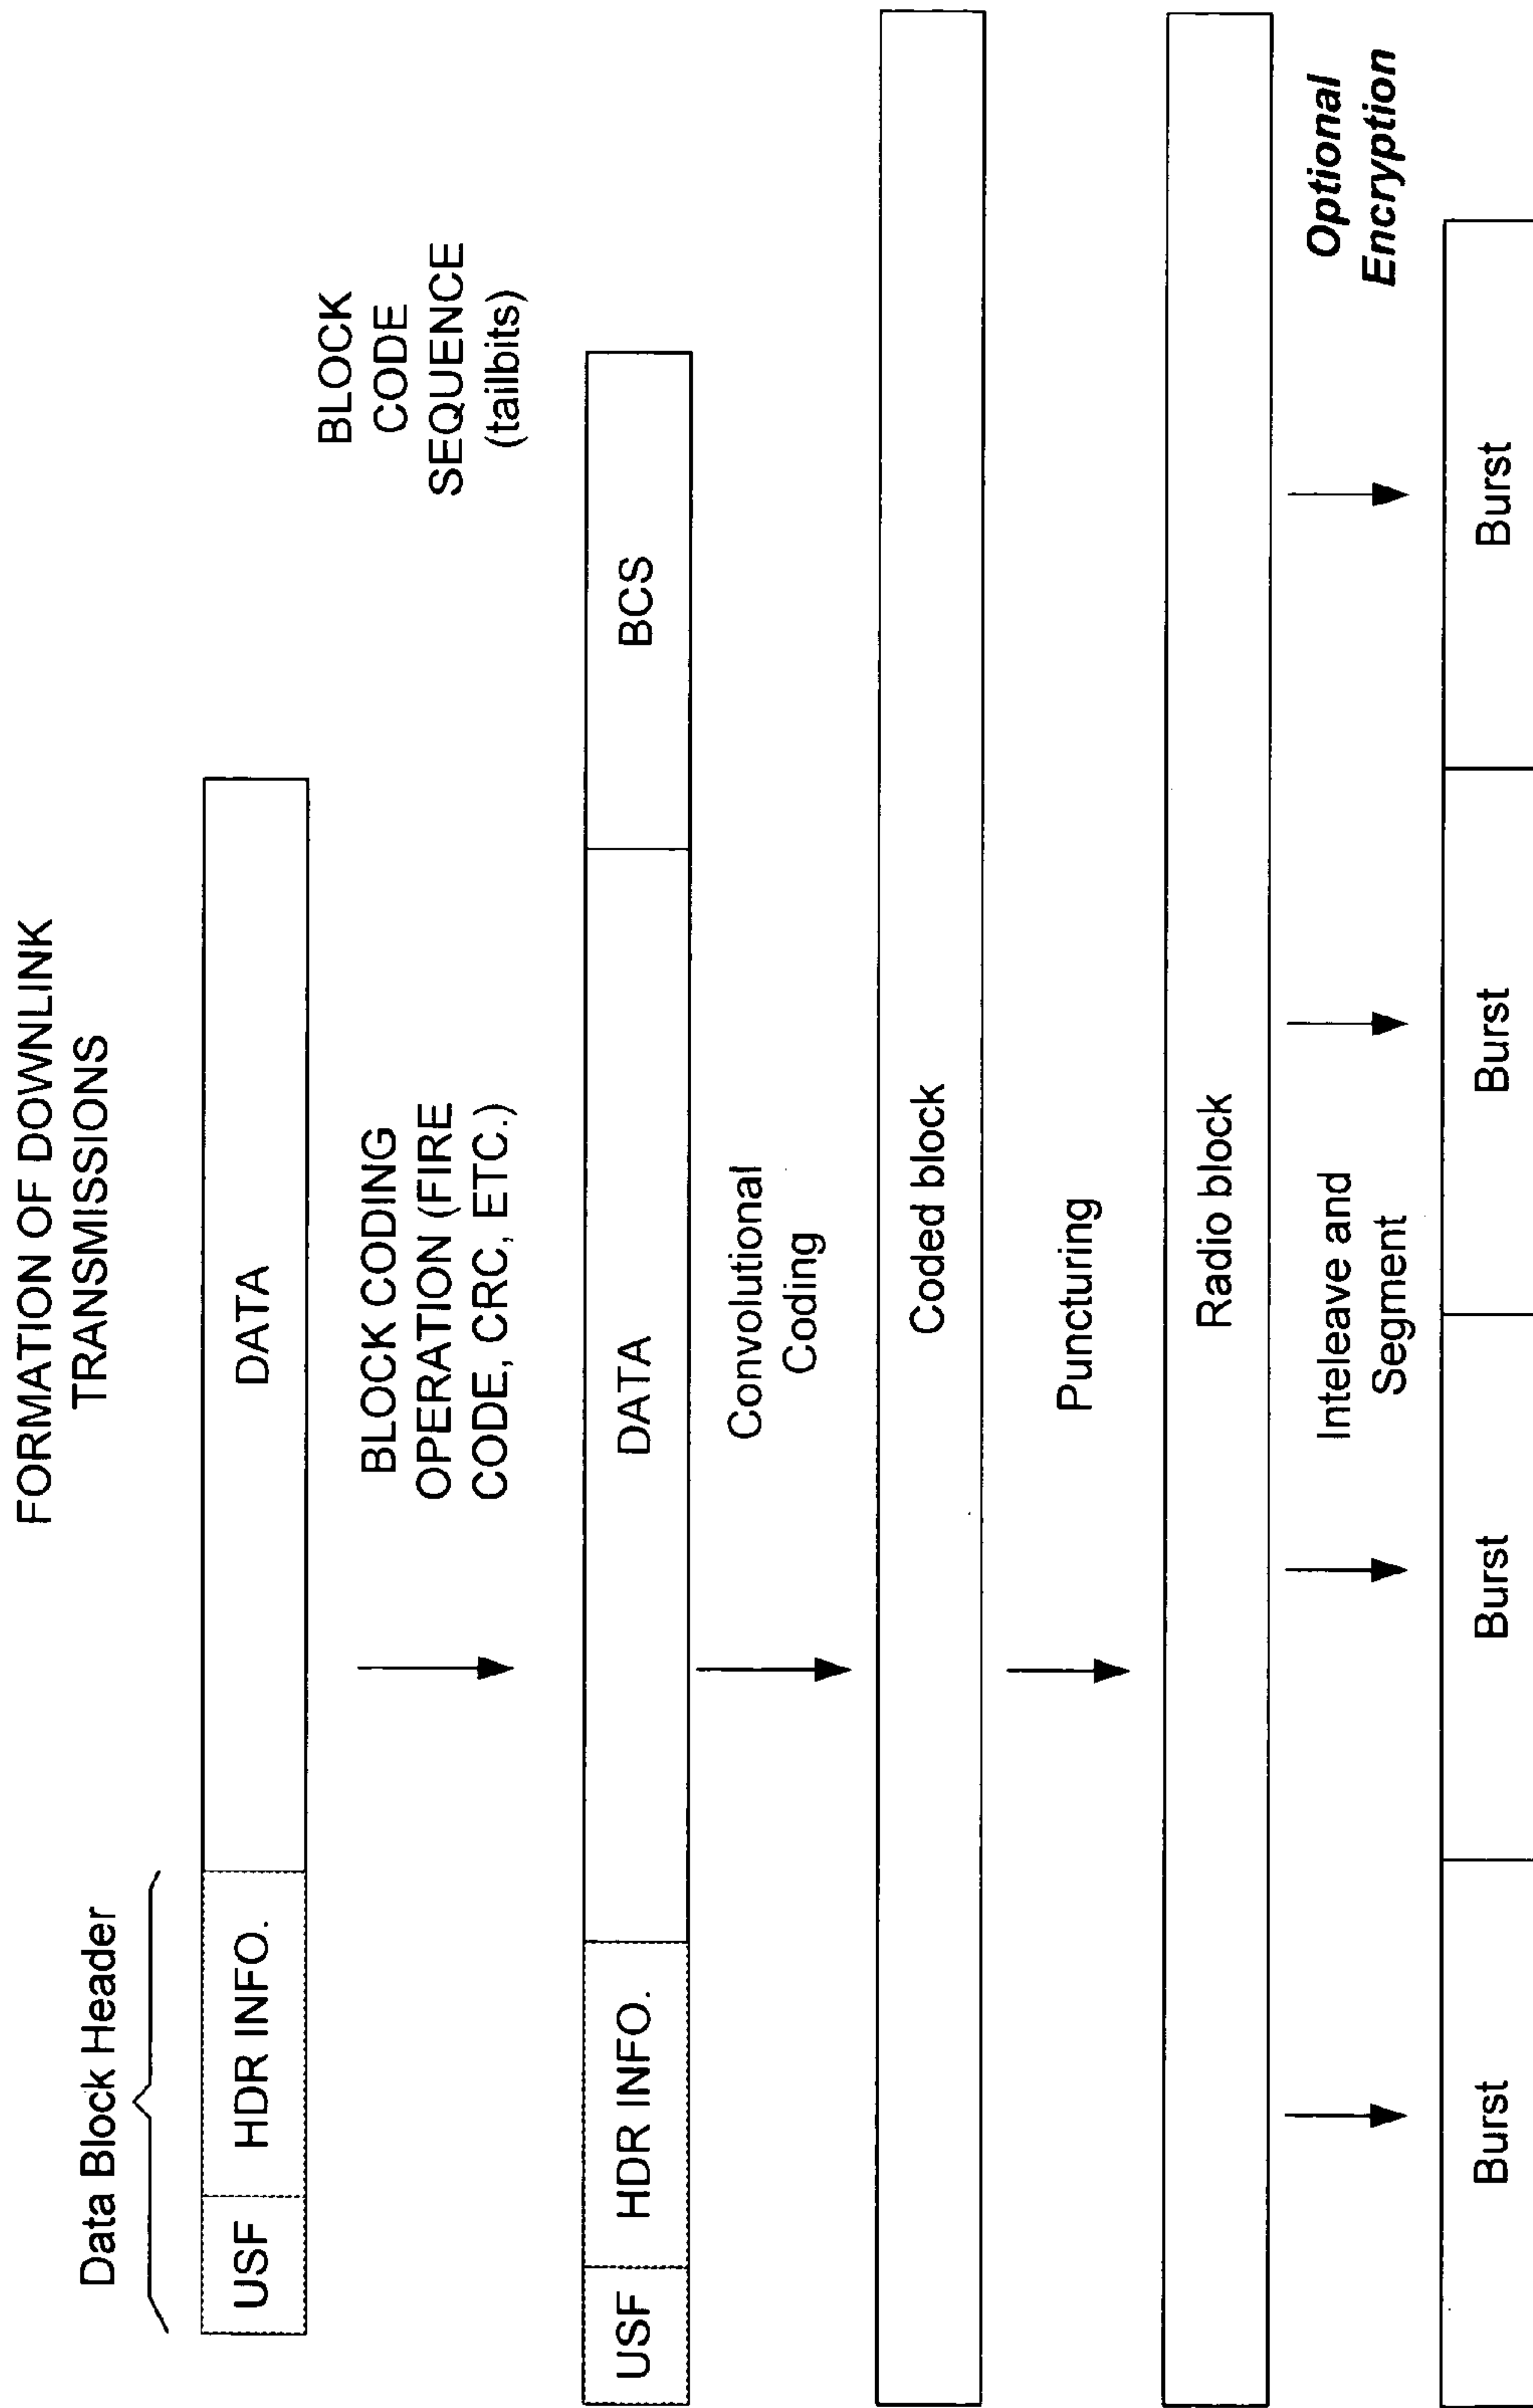 FORMATION OF DOWNLINK
TRANSMISSIONS
Data Block Header
USF HDR INFO. DATA
BLOCK CODING
OPERATION (FIRE
CODE, CRC, ETC.)
BLOCK
CODE
SEQUENCE
(tailbits)
USF HDR INFO. DATA BCS
Convolutional
Coding
Coded block
Puncturing
Radio block
Inteleave and
Segment
Optional
Encryption
Burst Burst Burst Burst